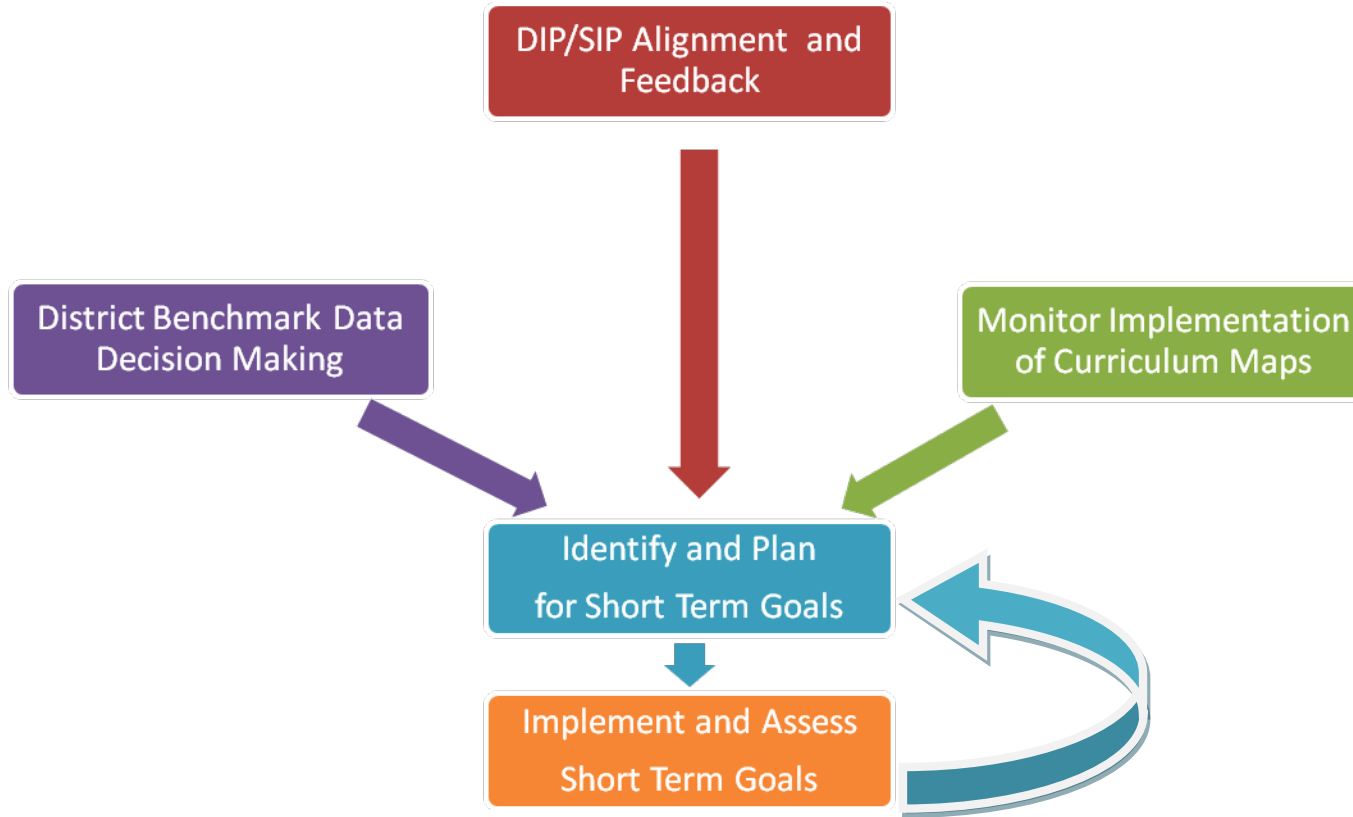 DIP/SIP Alignment and
Feedback
District Benchmark Data
Decision Making
Monitor Implementation
of Curriculum Maps
Identify and Plan
for Short Term Goals
Implement and Assess
Short Term Goals